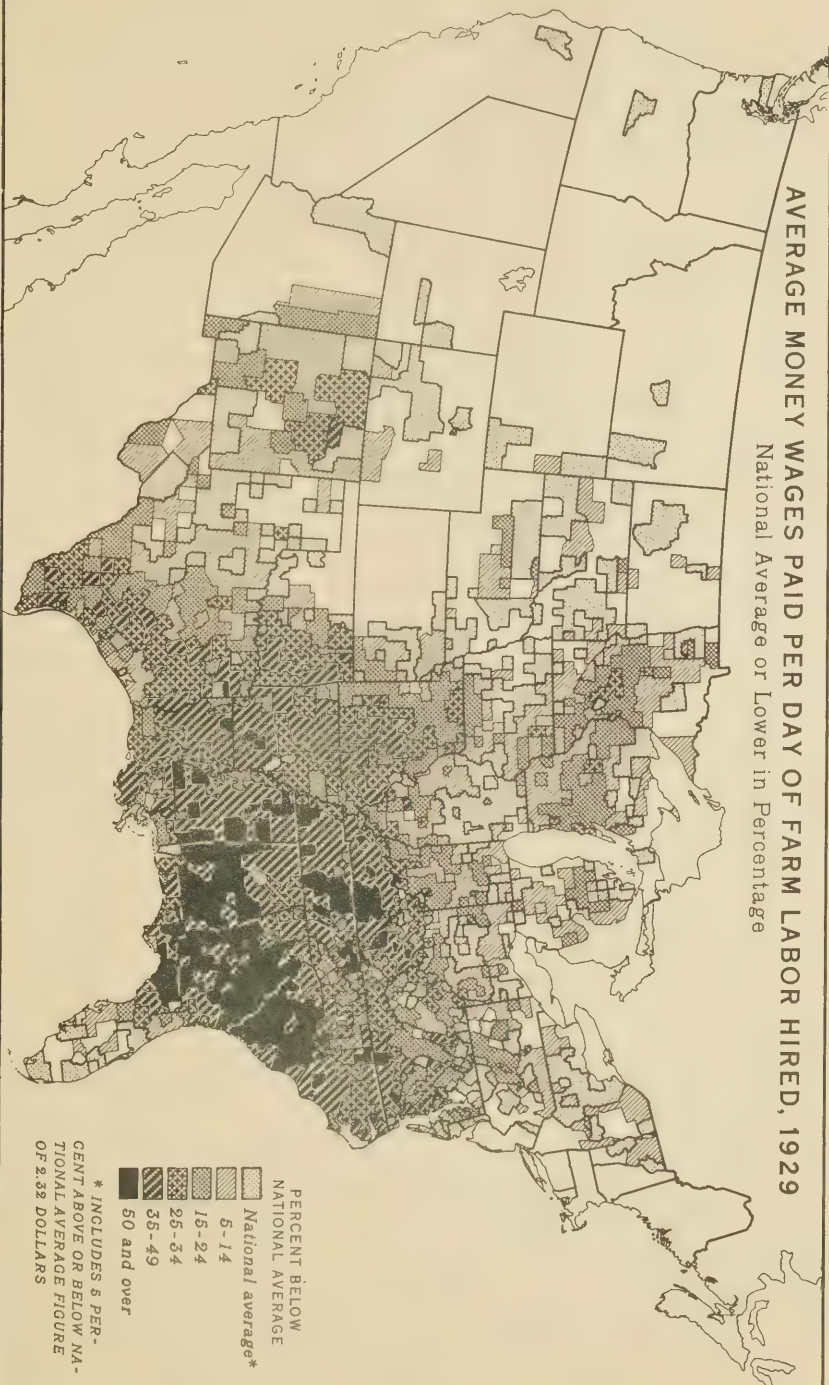 AVERAGE MONEY WAGES PAID PER DAY OF FARM LABOR HIRED, 1929
National Average or Lower in Percentage
PERCENT BELOW
NATIONAL AVERAGE
National average*
5-14
15-24
25-34
35-49
50 and over
* INCLUDES 5 PER-
CENT ABOVE OR BELOW NA-
TIONAL AVERAGE FIGURE
OF 2.32 DOLLARS